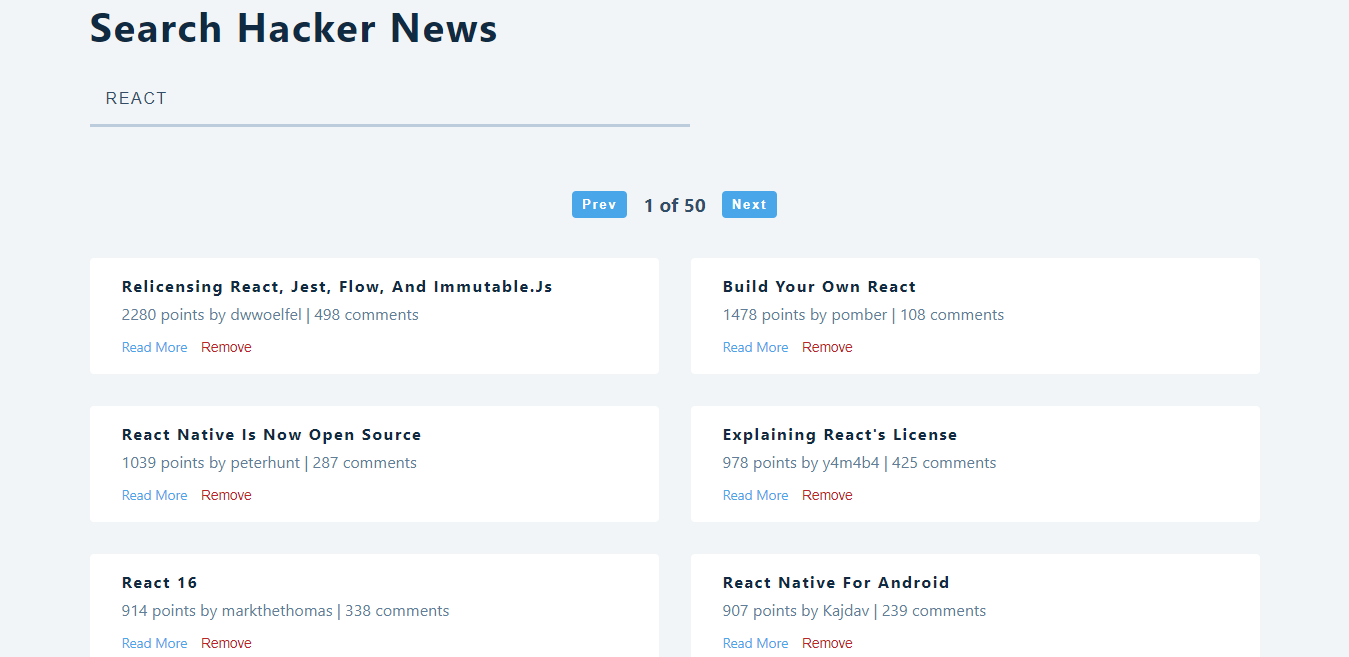 Search Hacker News
REACT
Prev 1 of 50 Next
Relicensing React, Jest, Flow, And Immutable.Js
2280 points by dwwoelfel | 498 comments
Read More Remove
Build Your Own React
1478 points by pomber | 108 comments
Read More Remove
React Native Is Now Open Source
1039 points by peterhunt | 287 comments
Read More Remove
Explaining React's License
978 points by y4m4b4 | 425 comments
Read More Remove
React 16
914 points by markthethomas | 338 comments
Read More Remove
React Native For Android
907 points by Kajdav | 239 comments
Read More Remove